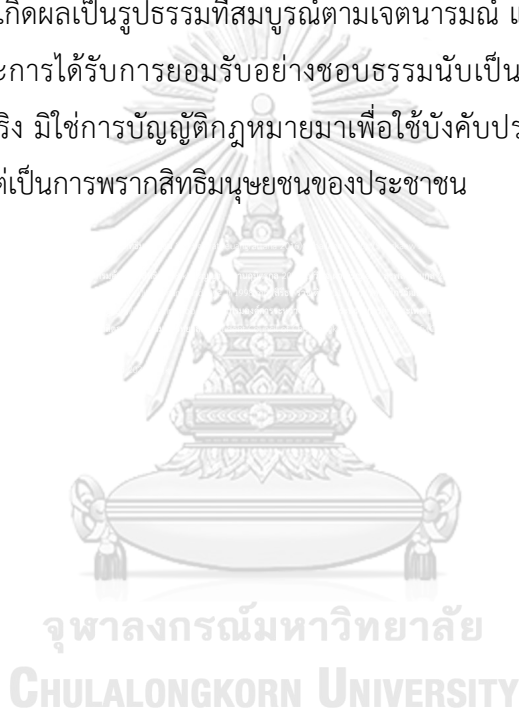 เกิดผลเป็นรูปธรรมที่สมบูรณ์ตามเจตนารมณ์ แ
ะการได้รับการยอมรับอย่างชอบธรรมนับเป็น
ริง มิใช่การบัญญัติกฎหมายมาเพื่อใช้บังคับปร
ต่เป็นการพรากสิทธิมนุษยชนของประชาชน
จุฬาลงกรณ์มหาวิทยาลัย
CHULALONGKORN UNIVERSITY